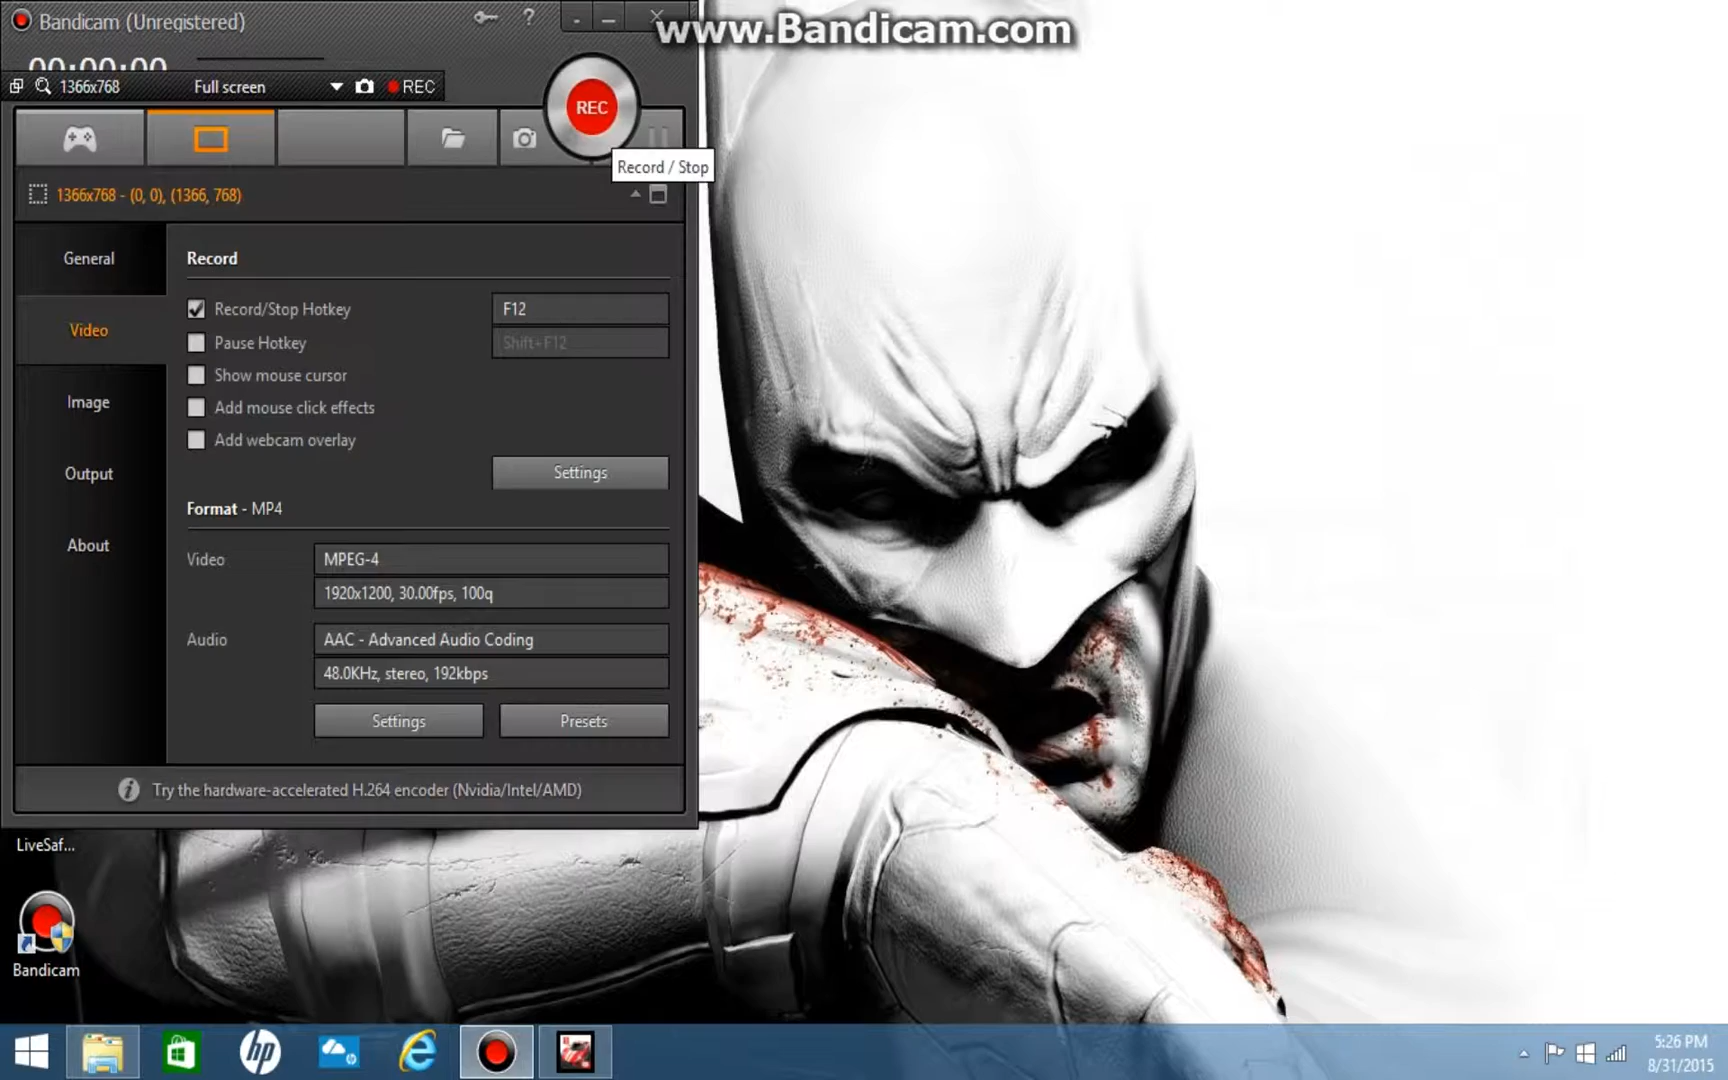 Bandicam (Unregistered)
?
www.Bandicam.com
00:00:00
1366x768
Full screen
REC
REC
Record / Stop
1366x768 - (0, 0), (1366, 768)
General
Video
Image
Output
About
Record
Record/Stop Hotkey
F12
Pause Hotkey
Shift+F12
Show mouse cursor
Add mouse click effects
Add webcam overlay
Settings
Format - MP4
Video
MPEG-4
1920x1200, 30.00fps, 100q
Audio
AAC - Advanced Audio Coding
48.0KHz, stereo, 192kbps
Settings
Presets
Try the hardware-accelerated H.264 encoder (Nvidia/Intel/AMD)
LiveSaf...
Bandicam
hp
5:26 PM
8/31/2015